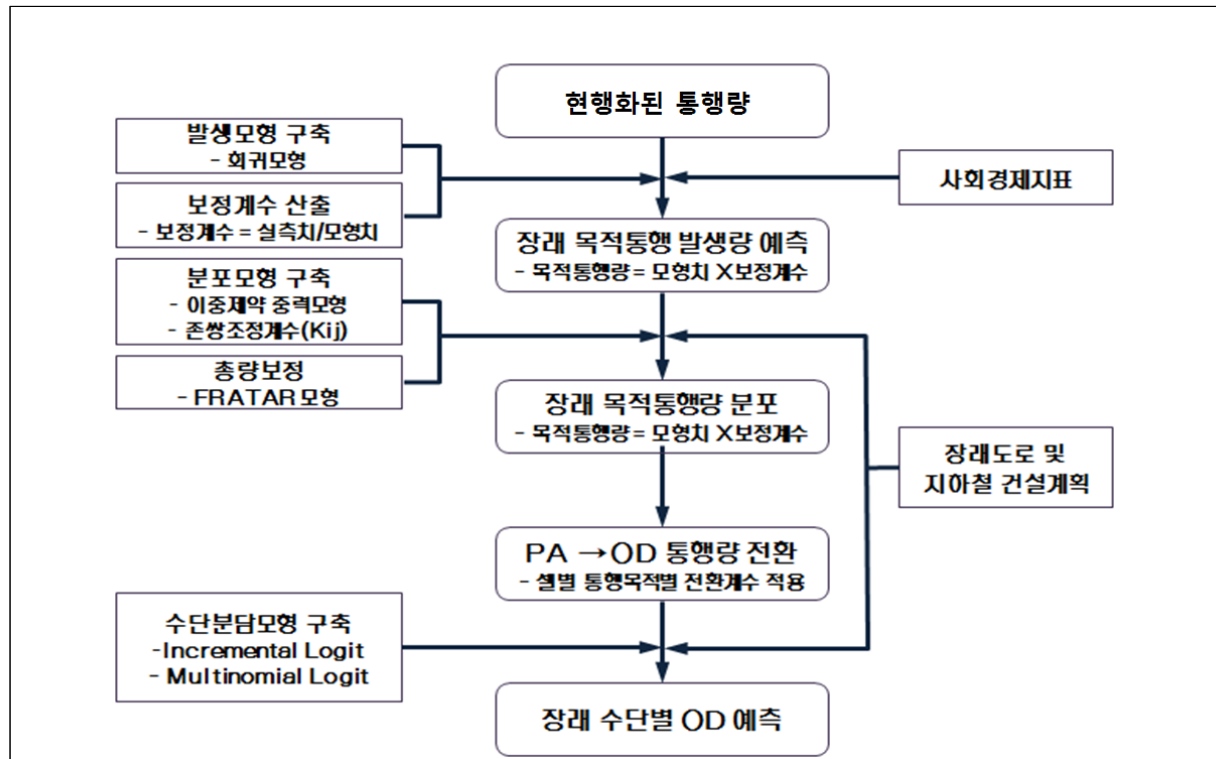 현행화된 통행량
발생모형 구축
- 회귀모형
사회경제지표
보정계수 산출
- 보정계수 = 실측치/모형치
장래 목적통행 발생량 예측
- 목적통행량 = 모형치 X보정계수
분포모형 구축
- 이중제약 중력모형
- 존쌍조정계수(Kij)
총량보정
- FRATAR 모형
장래 목적통행량 분포
- 목적통행량 = 모형치 X보정계수
장래도로 및
지하철 건설계획
PA →OD 통행량 전환
- 셀별 통행목적별 전환계수 적용
수단분담모형 구축
-Incremental Logit
- Multinomial Logit
장래 수단별 OD 예측